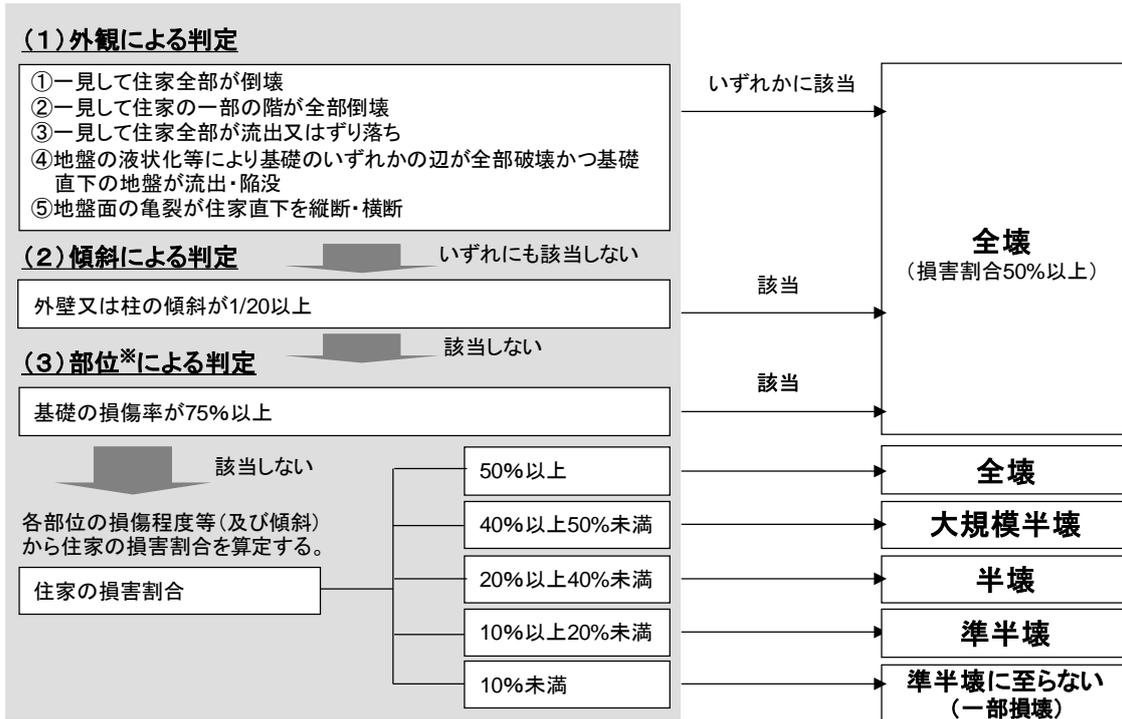 (1)外観による判定
①一見して住家全部が倒壊
②一見して住家の一部の階が全部倒壊
③一見して住家全部が流出又はずり落ち
④地盤の液状化等により基礎のいずれかの辺が全部破壊かつ基礎
直下の地盤が流出・陥没
⑤地盤面の亀裂が住家直下を縦断・横断
いずれかに該当
全壊
(損害割合50%以上)
いずれにも該当しない
(2)傾斜による判定
外壁又は柱の傾斜が1/20以上
該当
該当しない
(3)部位※による判定
基礎の損傷率が75%以上
該当
該当しない
各部位の損傷程度等(及び傾斜)
から住家の損害割合を算定する。
住家の損害割合
50%以上
全壊
40%以上50%未満
大規模半壊
20%以上40%未満
半壊
10%以上20%未満
準半壊
10%未満
準半壊に至らない
(一部損壊)